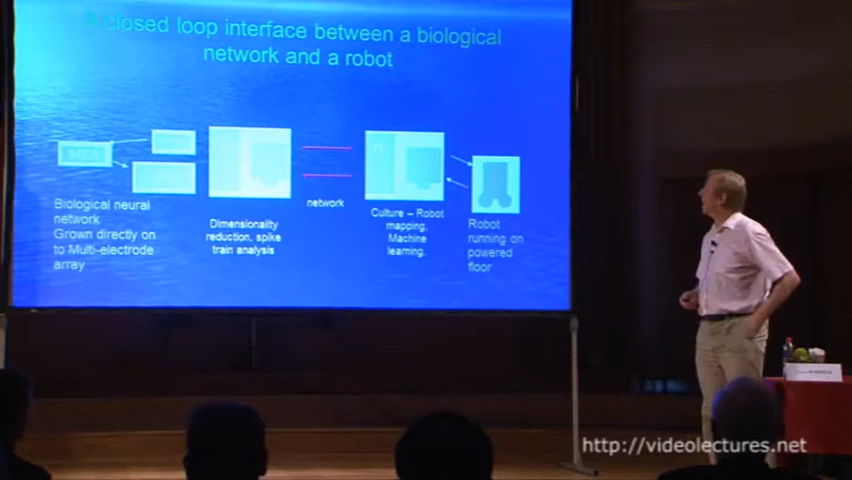 A closed loop interface between a biological
network and a robot
Biological neural
network
Grown directly on
to Multi-electrode
array
Dimensionality
reduction, spike
train analysis
network
Culture – Robot
mapping.
Machine
learning.
Robot
running on
powered
floor
http://videolectures.net